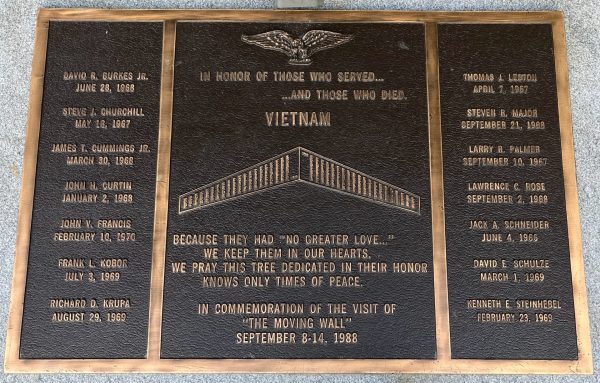 DAVID R. BURKES JR.
JUNE 28, 1968
STEVE J. CHURCHILL
MAY 18, 1967
JAMES T. CUMMINGS JR.
MARCH 30, 1968
JOHN H. CURTIN
JANUARY 2, 1969
JOHN V. FRANCIS
FEBRUARY 10, 1970
FRANK L. KOBOR
JULY 3, 1969
RICHARD D. KRUPA
AUGUST 29, 1969
IN HONOR OF THOSE WHO SERVED...
...AND THOSE WHO DIED.
VIETNAM
BECAUSE THEY HAD "NO GREATER LOVE..."
WE KEEP THEM IN OUR HEARTS.
WE PRAY THIS TREE DEDICATED IN THEIR HONOR
KNOWS ONLY TIMES OF PEACE.
IN COMMEMORATION OF THE VISIT OF
"THE MOVING WALL"
SEPTEMBER 8-14, 1988
THOMAS J.
APRIL 7, 1967
STEVEN R. MAJOR
SEPTEMBER 21,
LARRY R. PALMER
SEPTEMBER 10, 1967
LAWRENCE C. ROSE
SEPTEMBER 2,
JACK A. SCHNEIDER
JUNE 4,
DAVID E. SCHULZE
MARCH 1, 1969
KENNETH E. STEINHEBEL
FEBRUARY 23, 1969